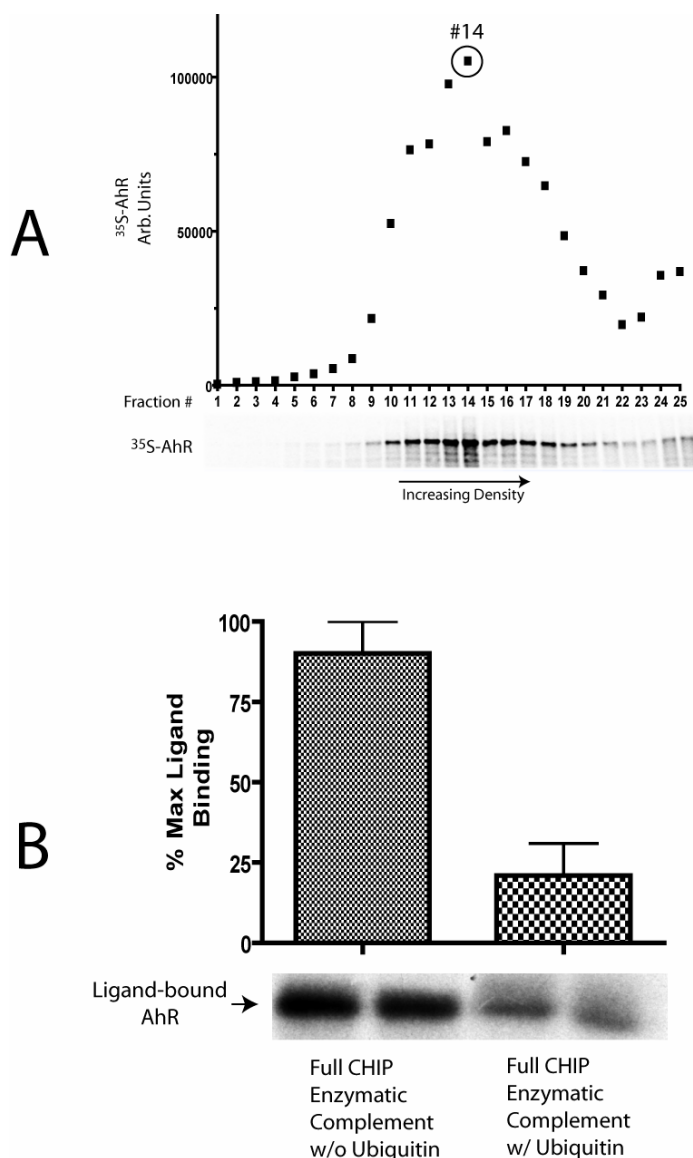 #14
100000
³⁵S-AhR
Arb. Units
50000
A
0
Fraction # 1 2 3 4 5 6 7 8 9 10 11 12 13 14 15 16 17 18 19 20 21 22 23 24 25
³⁵S-AhR
Increasing Density
100
75
% Max Ligand
Binding
50
B
25
0
Ligand-bound
AhR
Full CHIP
Enzymatic
Complement
w/o Ubiquitin
Full CHIP
Enzymatic
Complement
w/ Ubiquitin